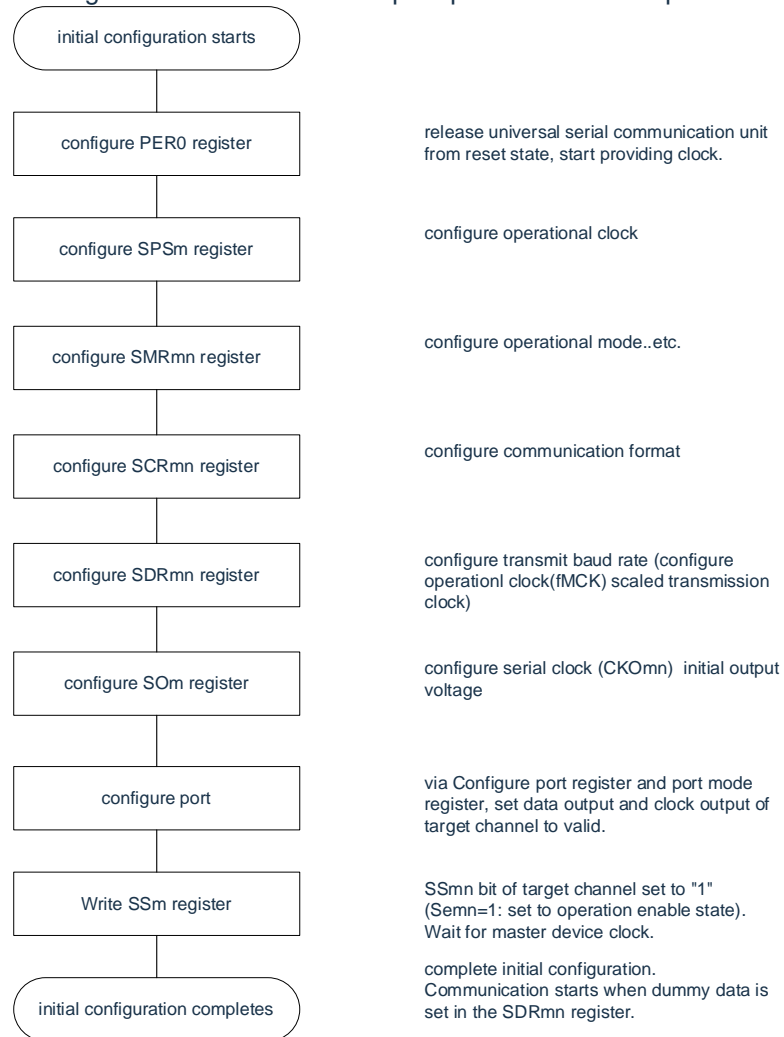 initial configuration starts
configure PER0 register
release universal serial communication unit
from reset state, start providing clock.
configure SPSm register
configure operational clock
configure SMRmn register
configure operational mode..etc.
configure SCRmn register
configure communication format
configure SDRmn register
configure transmit baud rate (configure
operationl clock(fMCK) scaled transmission
clock)
configure SOm register
configure serial clock (CKOmn)  initial output
voltage
configure port
via Configure port register and port mode
register, set data output and clock output of
target channel to valid.
Write SSm register
SSmn bit of target channel set to "1"
(Semn=1: set to operation enable state).
Wait for master device clock.
initial configuration completes
complete initial configuration.
Communication starts when dummy data is
set in the SDRmn register.